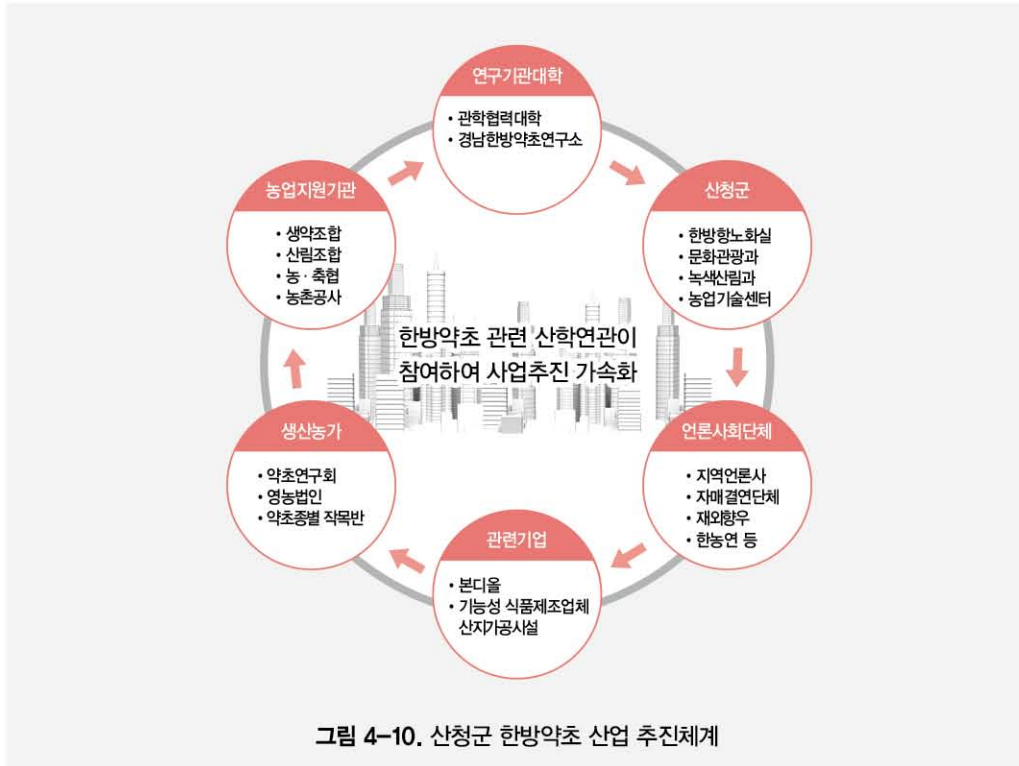 연구기관대학
• 관학협력대학
• 경남한방약초연구소
농업지원기관
• 생약조합
• 산림조합
• 농·축협
• 농촌공사
산청군
• 한방항노화실
• 문화관광과
• 녹색산림과
• 농업기술센터
한방약초 관련 산학연관이
참여하여 사업추진 가속화
생산농가
• 약초연구회
• 영농법인
• 약초종별 작목반
언론사회단체
• 지역언론사
• 자매결연단체
• 재외향우
• 한농연 등
관련기업
• 본디올
• 기능성 식품제조업체
산지가공시설
그림 4-10. 산청군 한방약초 산업 추진체계